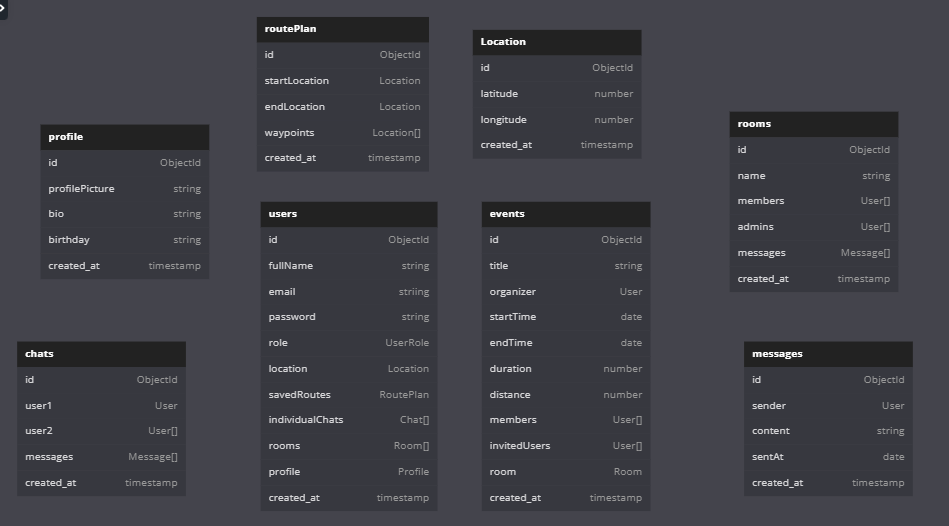 routePlan
id ObjectId
startLocation Location
endLocation Location
waypoints Location[]
created_at timestamp
Location
id ObjectId
latitude number
longitude number
created_at timestamp
profile
id ObjectId
profilePicture string
bio string
birthday string
created_at timestamp
rooms
id ObjectId
name string
members User[]
admins User[]
messages Message[]
created_at timestamp
users
id ObjectId
fullName string
email striing
password string
role UserRole
location Location
savedRoutes RoutePlan
individualChats Chat[]
rooms Room[]
profile Profile
created_at timestamp
events
id ObjectId
title string
organizer User
startTime date
endTime date
duration number
distance number
members User[]
invitedUsers User[]
room Room
created_at timestamp
chats
id ObjectId
user1 User
user2 User[]
messages Message[]
created_at timestamp
messages
id ObjectId
sender User
content string
sentAt date
created_at timestamp